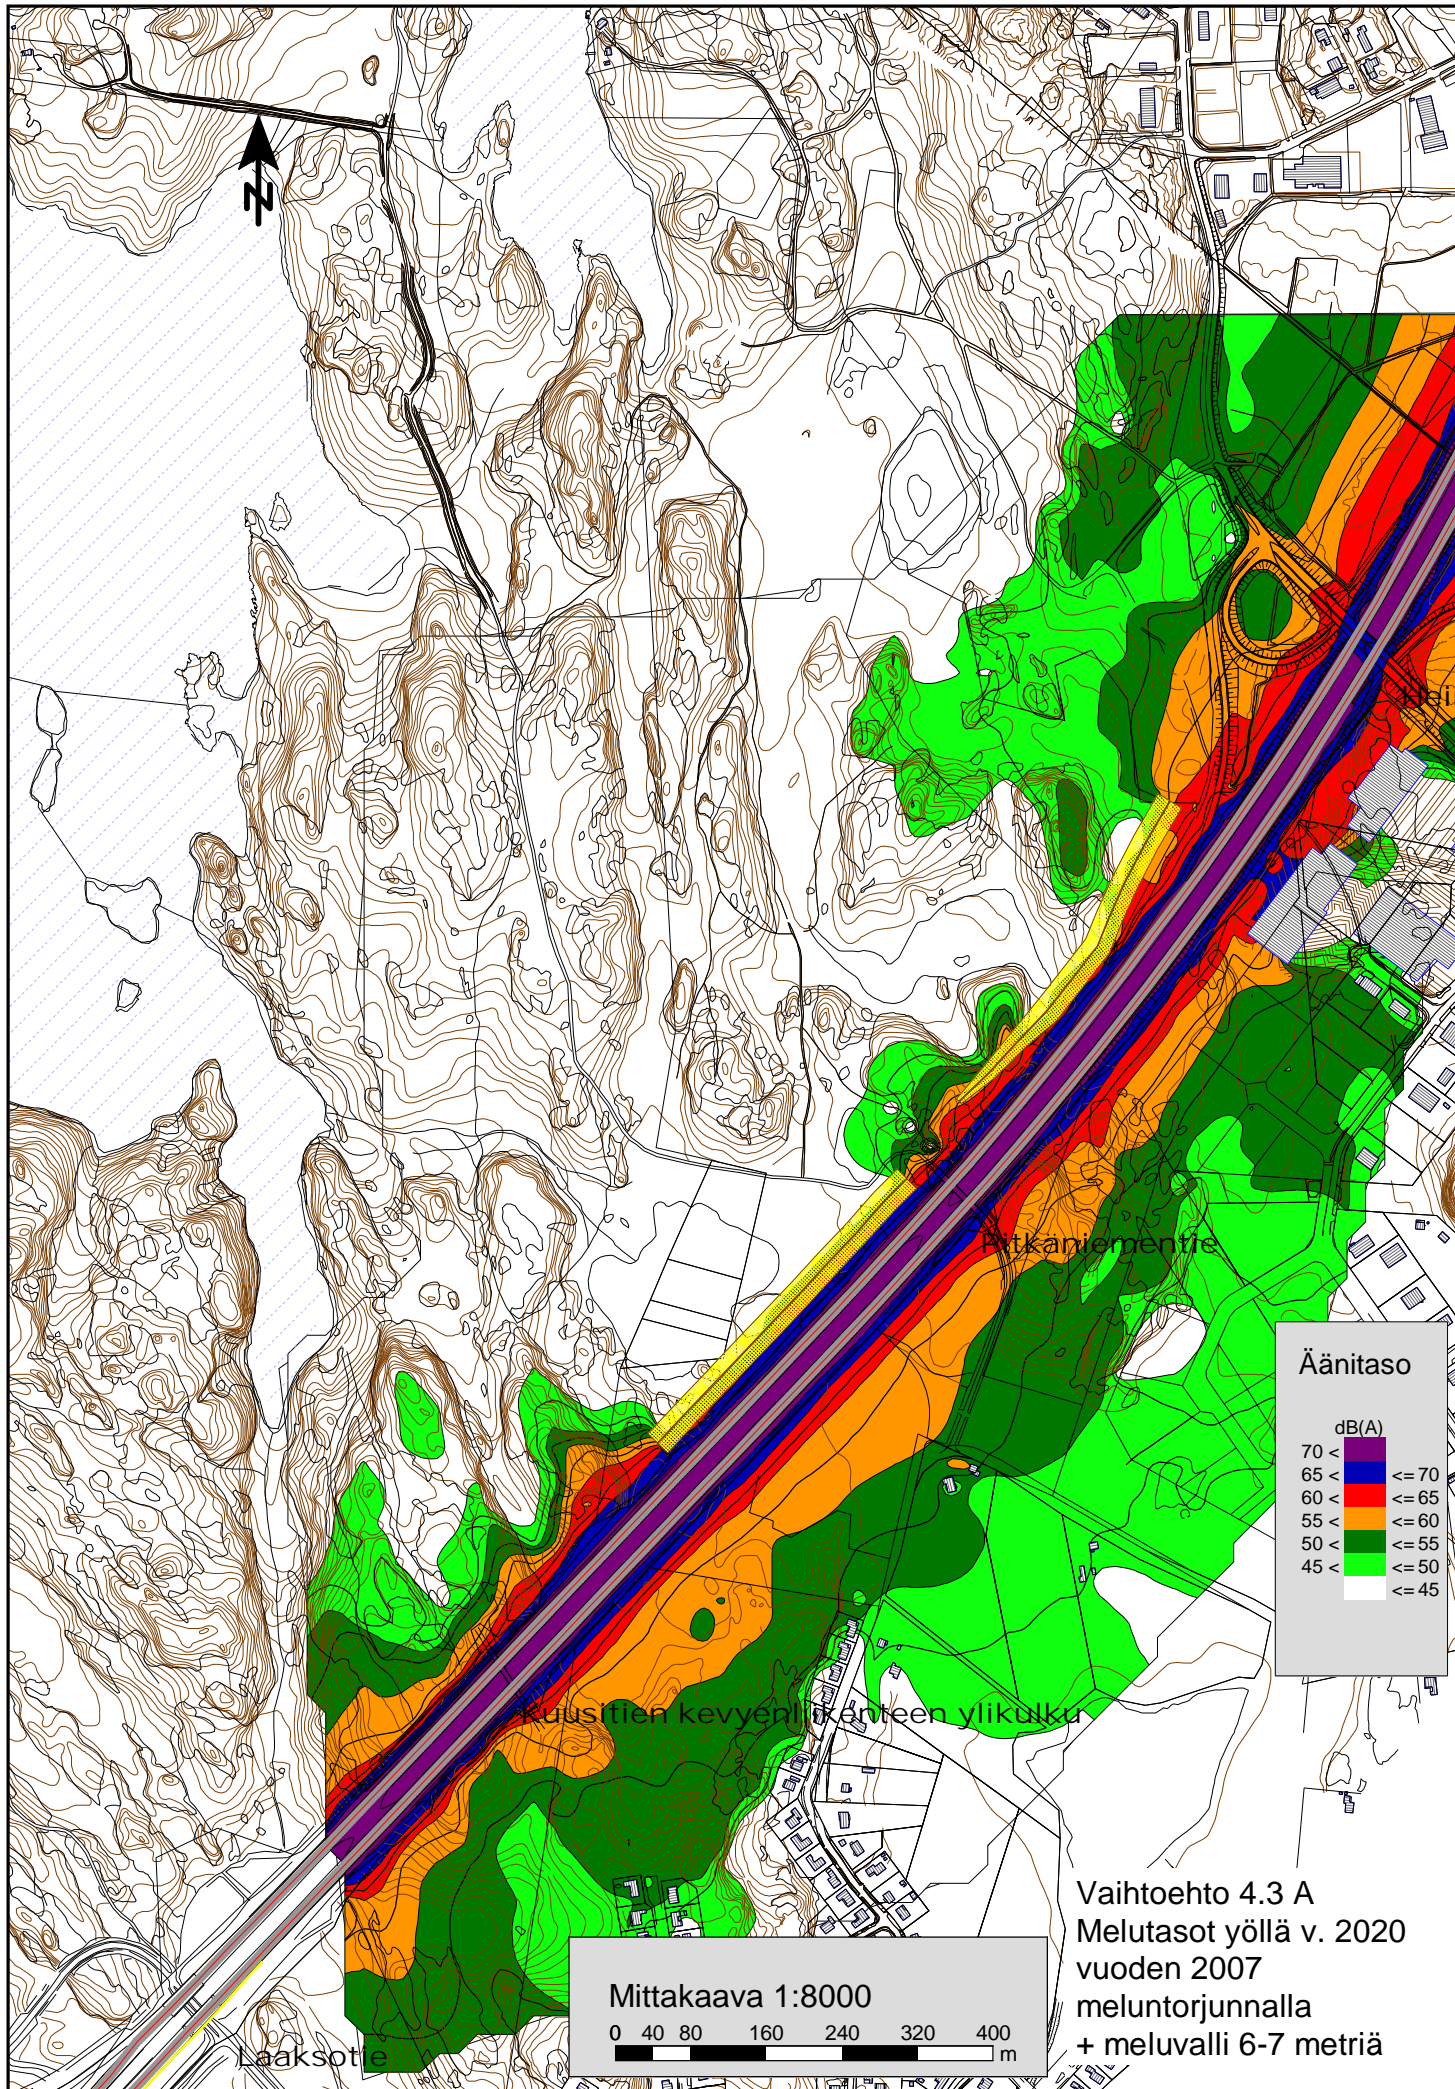 N
Hei
Pitkäniementie
Äänitaso
dB(A)
70 <
65 < <= 70
60 < <= 65
55 < <= 60
50 < <= 55
45 < <= 50
<= 45
Kuusitien kevyenliikenteen ylikulku
Vaihtoehto 4.3 A
Melutasot yöllä v. 2020
vuoden 2007
meluntorjunnalla
+ meluvalli 6-7 metriä
Mittakaava 1:8000
0 40 80 160 240 320 400
m
Laaksotie